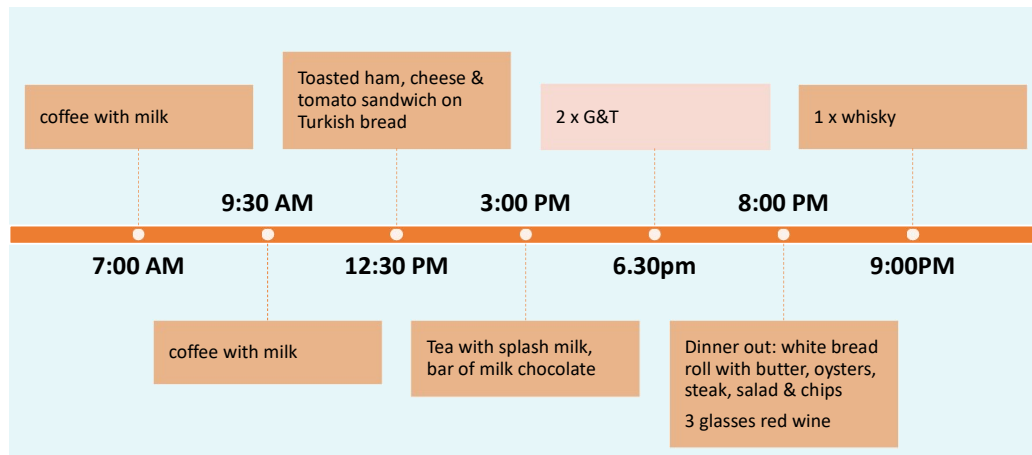 coffee with milk
Toasted ham, cheese &
tomato sandwich on
Turkish bread
2 x G&T
1 x whisky
9:30 AM
3:00 PM
8:00 PM
7:00 AM
12:30 PM
6.30pm
9:00PM
coffee with milk
Tea with splash milk,
bar of milk chocolate
Dinner out: white bread
roll with butter, oysters,
steak, salad & chips
3 glasses red wine